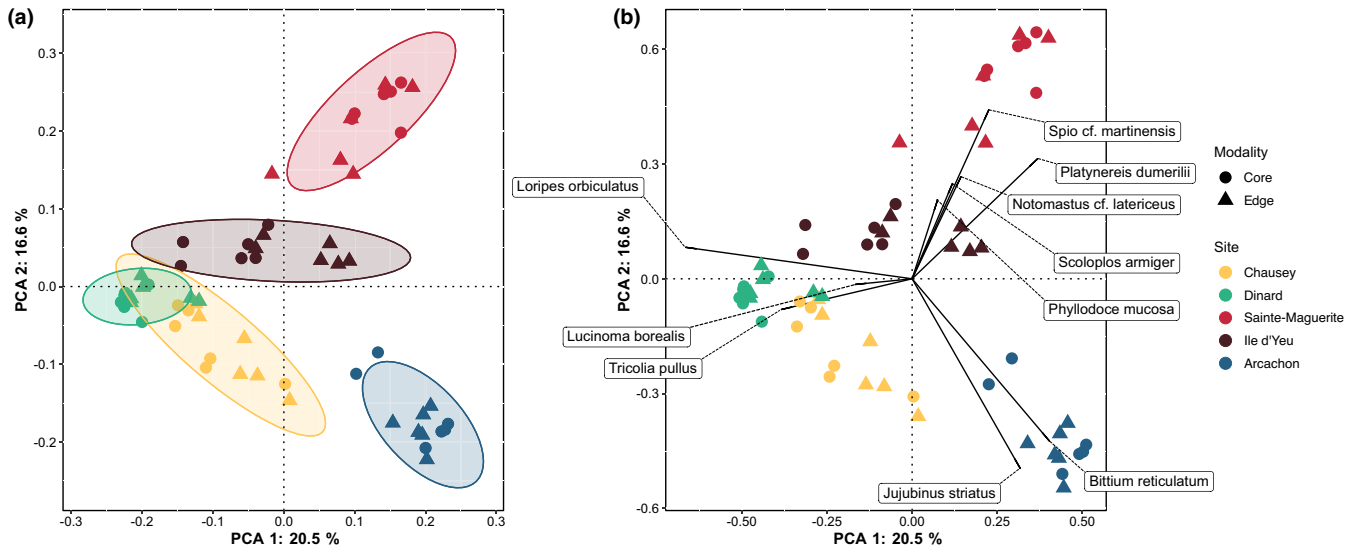 (a)
0.3
0.2
0.1
0.0
-0.1
-0.2
PCA 2: 16.6 %
-0.3
-0.2
-0.1
0.0
0.1
0.2
0.3
PCA 1: 20.5 %
(b)
0.6
0.3
0.0
-0.3
-0.6
PCA 2: 16.6 %
-0.50
-0.25
0.00
0.25
0.50
PCA 1: 20.5 %
Spio cf. martinensis
Platynereis dumerilii
Loripes orbiculatus
Notomastus cf. latericeus
Scoloplos armiger
Phyllodoce mucosa
Lucinoma borealis
Tricolia pullus
Bittium reticulatum
Jujubinus striatus
Modality
Core
Edge
Site
Chausey
Dinard
Sainte-Maguerite
Ile d'Yeu
Arcachon